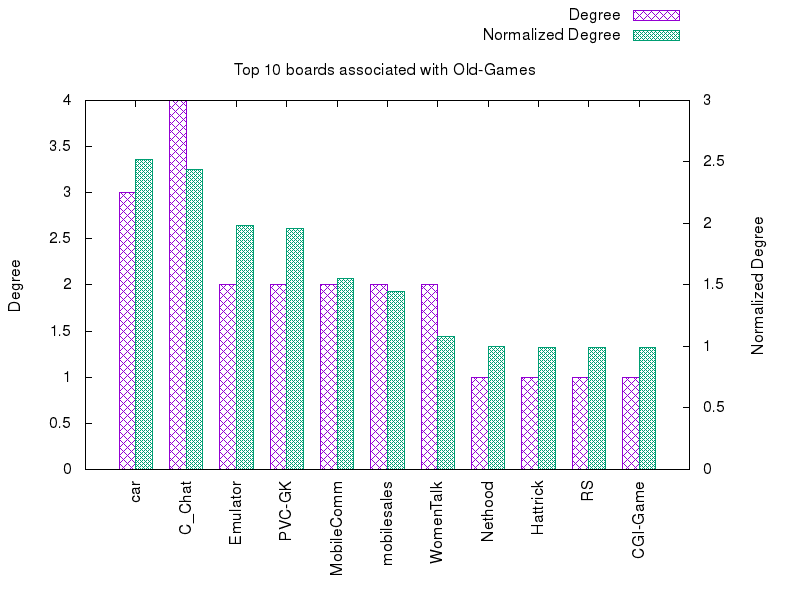 Degree
Normalized Degree
Top 10 boards associated with Old-Games
4
3.5
3
2.5
2
1.5
1
0.5
0
3
2.5
2
1.5
1
0.5
0
Degree
Normalized Degree
car
C_Chat
Emulator
PVC-GK
MobileComm
mobilesales
WomenTalk
Nethood
Hattrick
RS
CGI-Game